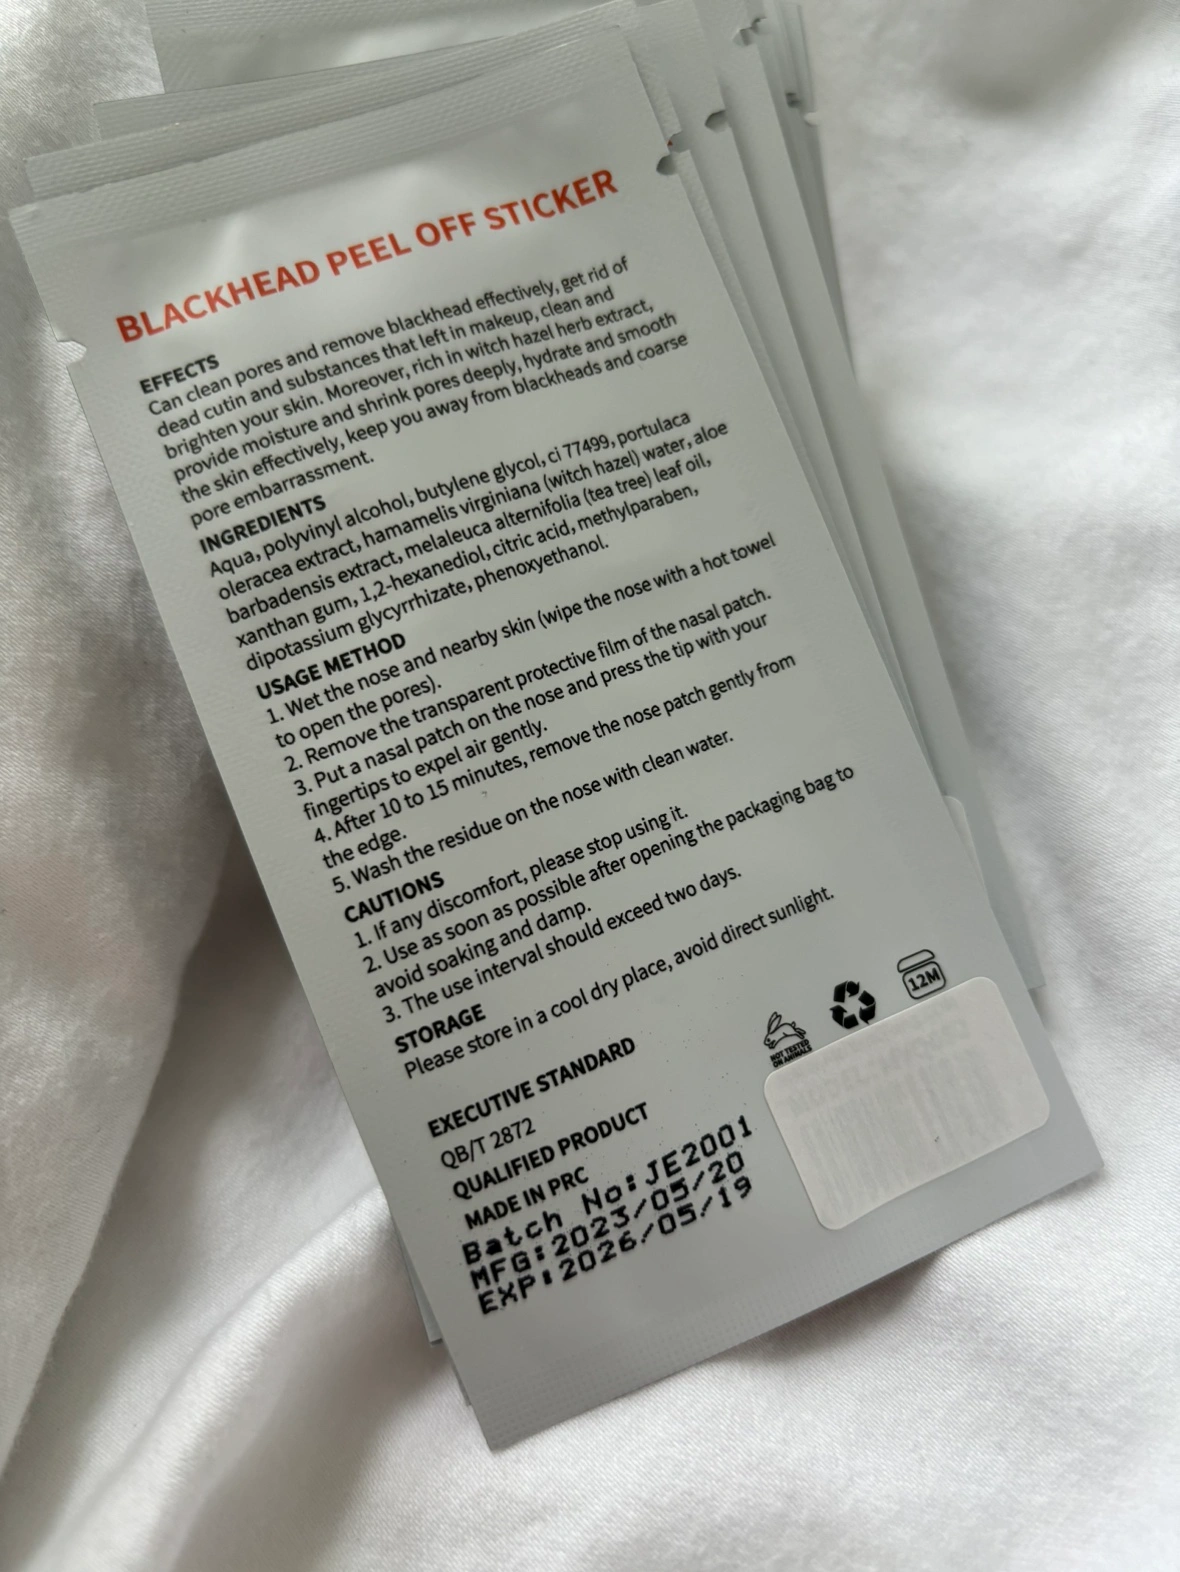 BLACKHEAD PEEL OFF STICKER
EFFECTS
Can clean pores and remove blackhead effectively, get rid of
dead cutin and substances that left in makeup, clean and
brighten your skin. Moreover, rich in witch hazel herb extract,
provide moisture and shrink pores deeply, hydrate and smooth
the skin effectively, keep you away from blackheads and coarse
pore embarrassment.
INGREDIENTS
Aqua, polyvinyl alcohol, butylene glycol, ci 77499, portulaca
oleracea extract, hamamelis virginiana (witch hazel) water, aloe
barbadensis extract, melaleuca alternifolia (tea tree) leaf oil,
xanthan gum, 1,2-hexanediol, citric acid, methylparaben,
dipotassium glycyrrhizate, phenoxyethanol.
USAGE METHOD
1. Wet the nose and nearby skin (wipe the nose with a hot towel
to open the pores).
2. Remove the transparent protective film of the nasal patch.
3. Put a nasal patch on the nose and press the tip with your
fingertips to expel air gently.
4. After 10 to 15 minutes, remove the nose patch gently from
the edge.
5. Wash the residue on the nose with clean water.
CAUTIONS
1. If any discomfort, please stop using it.
2. Use as soon as possible after opening the packaging bag to
avoid soaking and damp.
3. The use interval should exceed two days.
STORAGE
Please store in a cool dry place, avoid direct sunlight.
EXECUTIVE STANDARD
QB/T 2872
QUALIFIED PRODUCT
MADE IN PRC
Batch No:JE2001
MFG:2023/05/20
EXP:2026/05/19
NOT TESTED
ON ANIMALS
12M